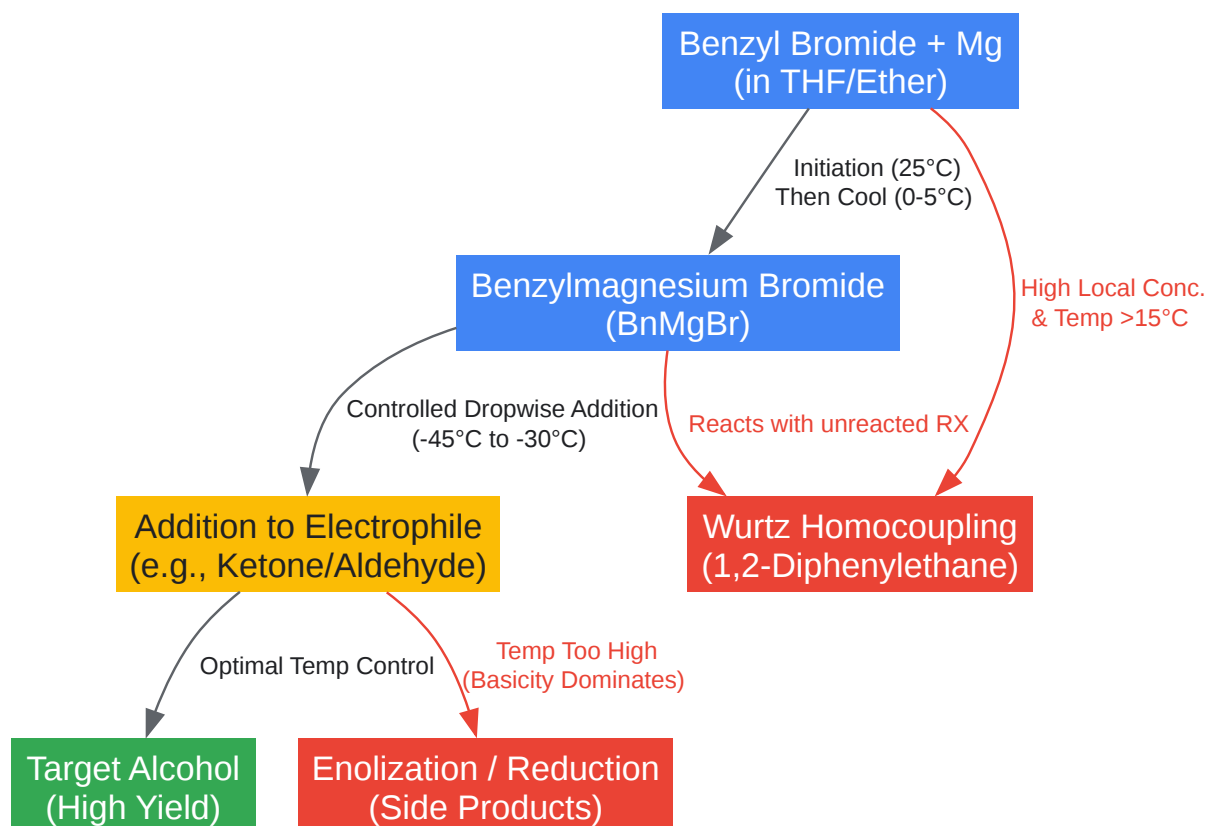 Benzyl Bromide + Mg
(in THF/Ether)
Initiation (25°C)
Then Cool (0-5°C)
Benzylmagnesium Bromide
(BnMgBr)
High Local Conc.
& Temp >15°C
Controlled Dropwise Addition
(-45°C to -30°C)
Reacts with unreacted RX
Addition to Electrophile
(e.g., Ketone/Aldehyde)
Wurtz Homocoupling
(1,2-Diphenylethane)
Optimal Temp Control
Temp Too High
(Basicity Dominates)
Target Alcohol
(High Yield)
Enolization / Reduction
(Side Products)